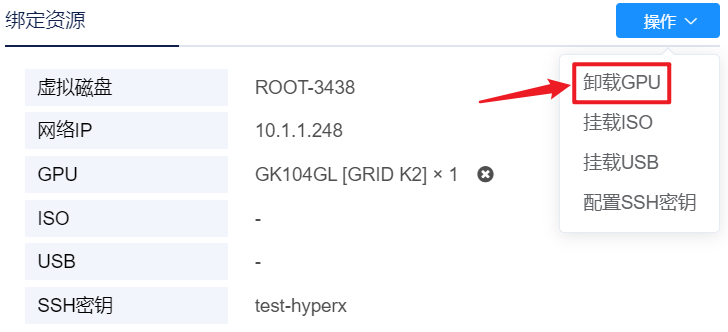 绑定资源
操作
虚拟磁盘 ROOT-3438
网络IP 10.1.1.248
GPU GK104GL [GRID K2] × 1
ISO -
USB -
SSH密钥 test-hyperx
卸载GPU
挂载ISO
挂载USB
配置SSH密钥